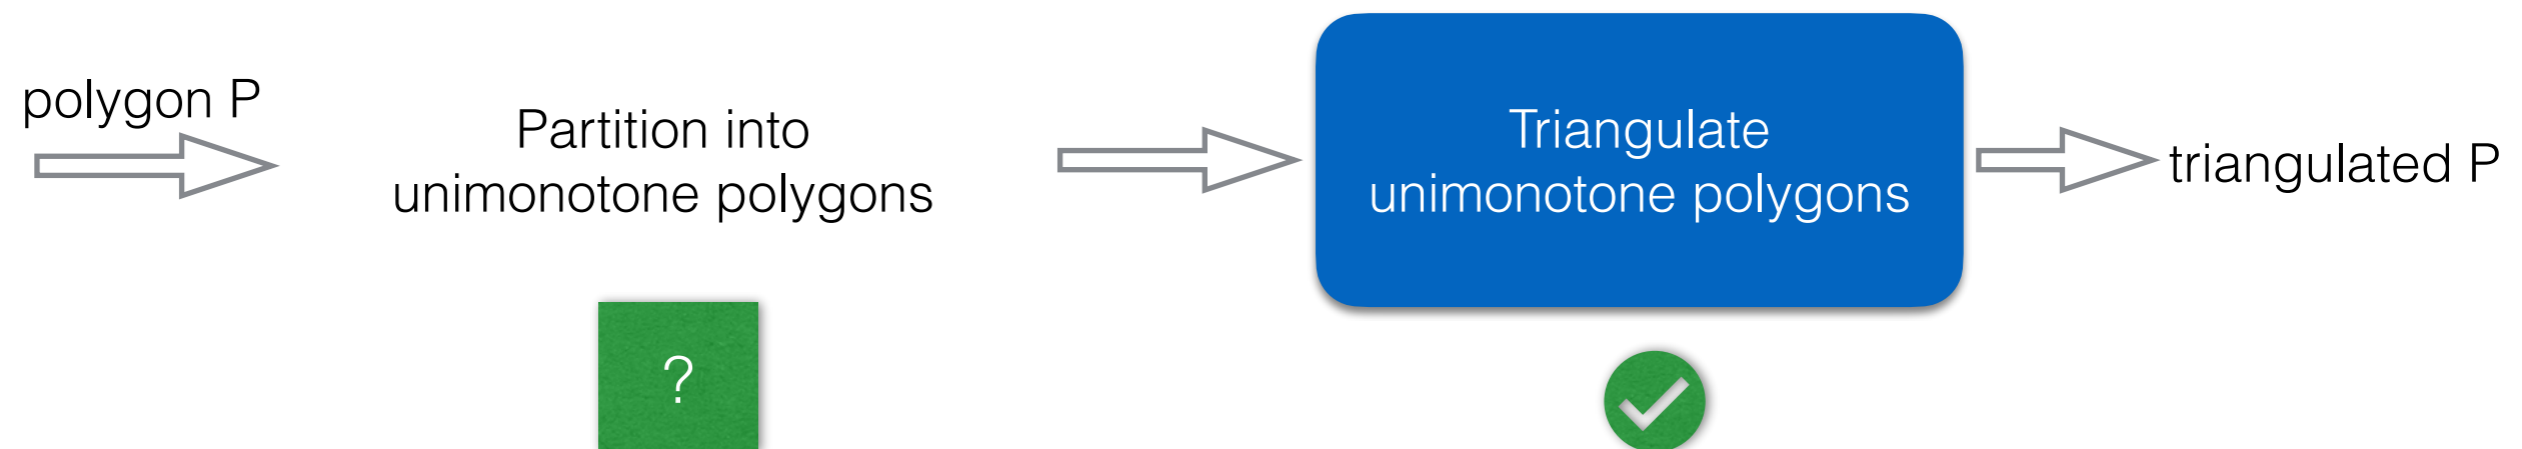 polygon P
Partition into
unimonotone polygons
?
Triangulate
unimonotone polygons
triangulated P